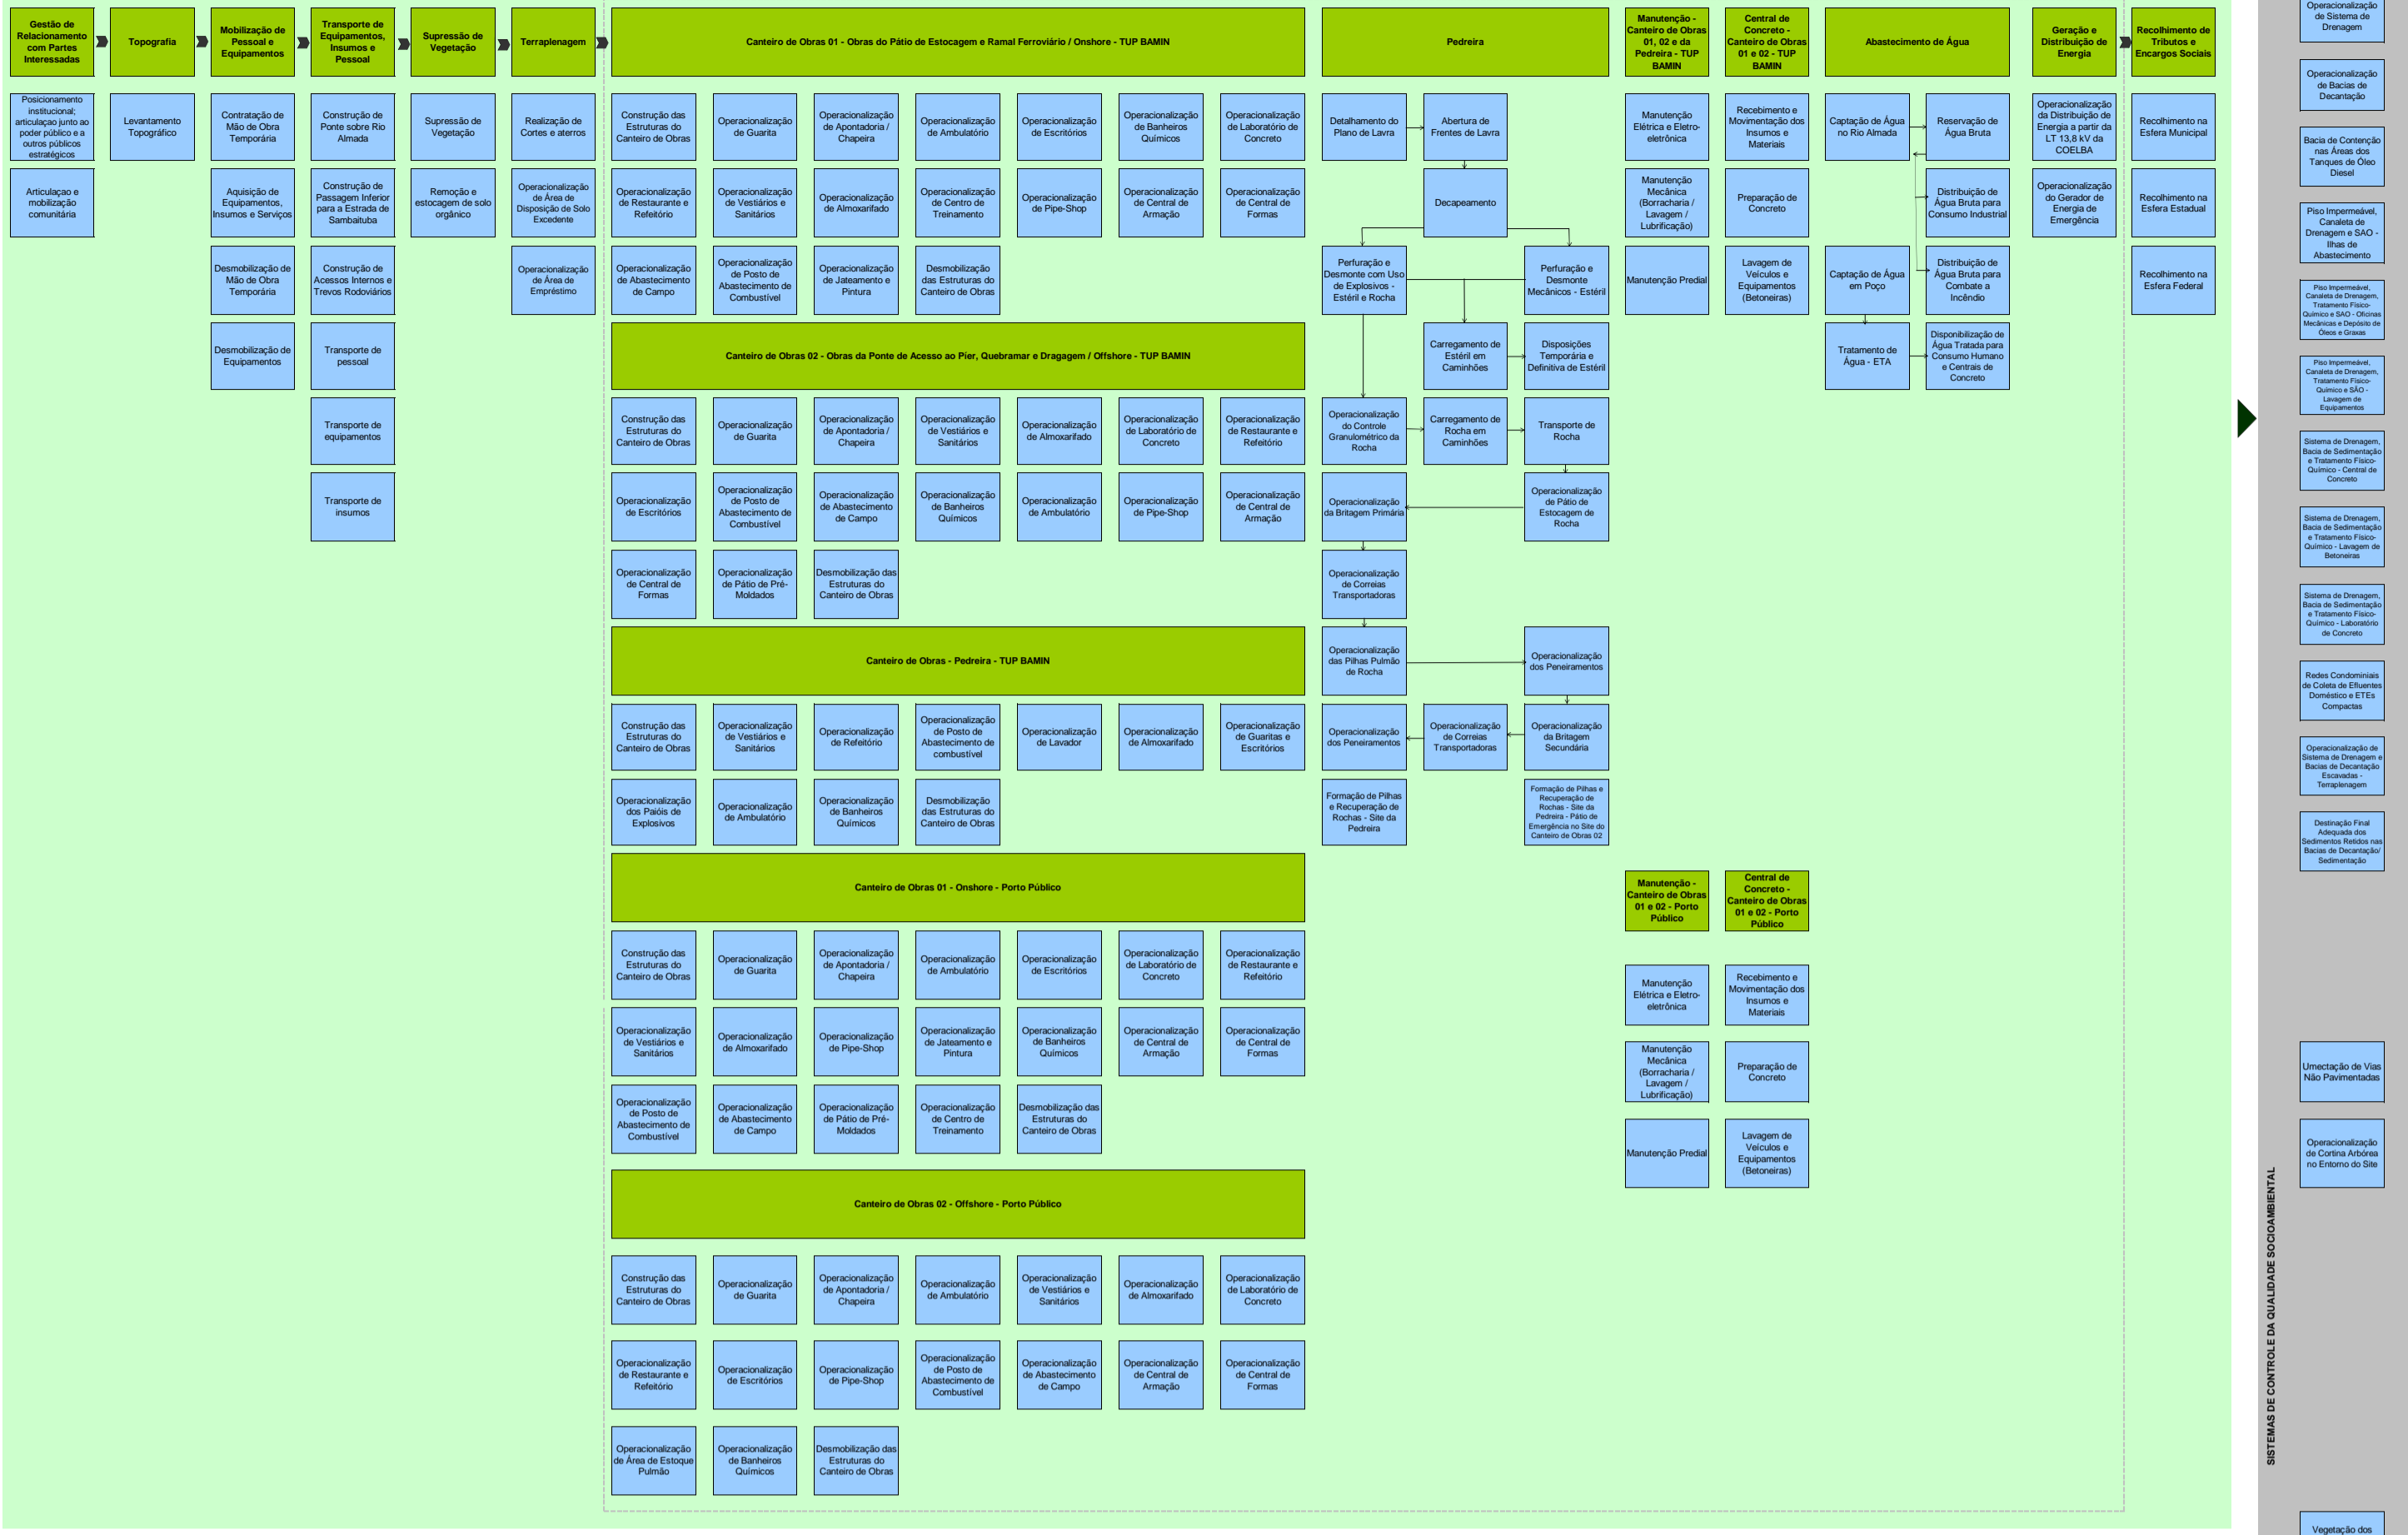 Gestão de
Relacionamento
com Partes
Interessadas
Topografia
Mobilização de
Pessoal e
Equipamentos
Transporte de
Equipamentos,
Insumos e
Pessoal
Supressão de
Vegetação
Terraplenagem
Canteiro de Obras 01 - Obras do Pátio de Estocagem e Ramal Ferroviário / Onshore - TUP BAMIN
Pedreira
Manutenção -
Canteiro de Obras
01, 02 e da
Pedreira - TUP
BAMIN
Central de
Concreto -
Canteiro de Obras
01 e 02 - TUP
BAMIN
Abastecimento de Água
Geração e
Distribuição de
Energia
Recolhimento de
Tributos e
Encargos Sociais
Posicionamento
institucional;
articulaçao junto ao
poder público e a
outros públicos
estratégicos
Articulaçao e
mobilização
comunitária
Levantamento
Topográfico
Contratação de
Mão de Obra
Temporária
Aquisição de
Equipamentos,
Insumos e Serviços
Desmobilização de
Mão de Obra
Temporária
Desmobilização de
Equipamentos
Construção de
Ponte sobre Rio
Almada
Construção de
Passagem Inferior
para a Estrada de
Sambaituba
Construção de
Acessos Internos e
Trevos Rodoviários
Transporte de
pessoal
Transporte de
equipamentos
Transporte de
insumos
Supressão de
Vegetação
Remoção e
estocagem de solo
orgânico
Realização de
Cortes e aterros
Operacionalização
de Área de
Disposição de Solo
Excedente
Operacionalização
de Área de
Empréstimo
Construção das
Estruturas do
Canteiro de Obras
Operacionalização
de Guarita
Operacionalização
de Apontadoria /
Chapeira
Operacionalização
de Ambulatório
Operacionalização
de Escritórios
Operacionalização
de Banheiros
Químicos
Operacionalização
de Laboratório de
Concreto
Operacionalização
de Restaurante e
Refeitório
Operacionalização
de Vestiários e
Sanitários
Operacionalização
de Almoxarifado
Operacionalização
de Centro de
Treinamento
Operacionalização
de Pipe-Shop
Operacionalização
de Central de
Armação
Operacionalização
de Central de
Formas
Operacionalização
de Abastecimento
de Campo
Operacionalização
de Posto de
Abastecimento de
Combustível
Operacionalização
de Jateamento e
Pintura
Desmobilização
das Estruturas do
Canteiro de Obras
Canteiro de Obras 02 - Obras da Ponte de Acesso ao Píer, Quebramar e Dragagem / Offshore - TUP BAMIN
Construção das
Estruturas do
Canteiro de Obras
Operacionalização
de Guarita
Operacionalização
de Apontadoria /
Chapeira
Operacionalização
de Vestiários e
Sanitários
Operacionalização
de Almoxarifado
Operacionalização
de Laboratório de
Concreto
Operacionalização
de Restaurante e
Refeitório
Operacionalização
de Escritórios
Operacionalização
de Posto de
Abastecimento de
Combustível
Operacionalização
de Abastecimento
de Campo
Operacionalização
de Banheiros
Químicos
Operacionalização
de Ambulatório
Operacionalização
de Pipe-Shop
Operacionalização
de Central de
Armação
Operacionalização
de Central de
Formas
Operacionalização
de Pátio de Pré-
Moldados
Desmobilização das
Estruturas do
Canteiro de Obras
Canteiro de Obras - Pedreira - TUP BAMIN
Construção das
Estruturas do
Canteiro de Obras
Operacionalização
de Vestiários e
Sanitários
Operacionalização
de Refeitório
Operacionalização
de Posto de
Abastecimento de
combustível
Operacionalização
de Lavador
Operacionalização
de Almoxarifado
Operacionalização
de Guaritas e
Escritórios
Operacionalização
dos Paióis de
Explosivos
Operacionalização
de Ambulatório
Operacionalização
de Banheiros
Químicos
Desmobilização
das Estruturas do
Canteiro de Obras
Canteiro de Obras 01 - Onshore - Porto Público
Construção das
Estruturas do
Canteiro de Obras
Operacionalização
de Guarita
Operacionalização
de Apontadoria /
Chapeira
Operacionalização
de Ambulatório
Operacionalização
de Escritórios
Operacionalização
de Laboratório de
Concreto
Operacionalização
de Restaurante e
Refeitório
Operacionalização
de Vestiários e
Sanitários
Operacionalização
de Almoxarifado
Operacionalização
de Pipe-Shop
Operacionalização
de Jateamento e
Pintura
Operacionalização
de Banheiros
Químicos
Operacionalização
de Central de
Armação
Operacionalização
de Central de
Formas
Operacionalização
de Posto de
Abastecimento de
Combustível
Operacionalização
de Abastecimento
de Campo
Operacionalização
de Pátio de Pré-
Moldados
Operacionalização
de Centro de
Treinamento
Desmobilização das
Estruturas do
Canteiro de Obras
Canteiro de Obras 02 - Offshore - Porto Público
Construção das
Estruturas do
Canteiro de Obras
Operacionalização
de Guarita
Operacionalização
de Apontadoria /
Chapeira
Operacionalização
de Ambulatório
Operacionalização
de Vestiários e
Sanitários
Operacionalização
de Almoxarifado
Operacionalização
de Laboratório de
Concreto
Operacionalização
de Restaurante e
Refeitório
Operacionalização
de Escritórios
Operacionalização
de Pipe-Shop
Operacionalização
de Posto de
Abastecimento de
Combustível
Operacionalização
de Abastecimento
de Campo
Operacionalização
de Central de
Armação
Operacionalização
de Central de
Formas
Operacionalização
de Área de Estoque
Pulmão
Operacionalização
de Banheiros
Químicos
Desmobilização das
Estruturas do
Canteiro de Obras
Detalhamento do
Plano de Lavra
Abertura de
Frentes de Lavra
Decapeamento
Perfuração e
Desmonte com Uso
de Explosivos -
Estéril e Rocha
Perfuração e
Desmonte
Mecânicos - Estéril
Carregamento de
Estéril em
Caminhões
Disposições
Temporária e
Definitiva de Estéril
Operacionalização
do Controle
Granulométrico da
Rocha
Carregamento de
Rocha em
Caminhões
Transporte de
Rocha
Operacionalização
da Britagem Primária
Operacionalização
de Pátio de
Estocagem de
Rocha
Operacionalização
de Correias
Transportadoras
Operacionalização
das Pilhas Pulmão
de Rocha
Operacionalização
dos Peneiramentos
Operacionalização
dos Peneiramentos
Operacionalização
de Correias
Transportadoras
Operacionalização
da Britagem
Secundária
Formação de Pilhas
e Recuperação de
Rochas - Site da
Pedreira
Formação de Pilhas e
Recuperação de
Rochas - Site da
Pedreira - Pátio de
Emergência no Site do
Canteiro de Obras 02
Manutenção
Elétrica e Eletro-
eletrônica
Manutenção
Mecânica
(Borracharia /
Lavagem /
Lubrificação)
Manutenção Predial
Recebimento e
Movimentação dos
Insumos e
Materiais
Preparação de
Concreto
Lavagem de
Veículos e
Equipamentos
(Betoneiras)
Captação de Água
no Rio Almada
Reservação de
Água Bruta
Distribuição de
Água Bruta para
Consumo Industrial
Captação de Água
em Poço
Distribuição de
Água Bruta para
Combate a
Incêndio
Tratamento de
Água - ETA
Disponibilização de
Água Tratada para
Consumo Humano
e Centrais de
Concreto
Operacionalização
da Distribuição de
Energia a partir da
LT 13,8 kV da
COELBA
Operacionalização
do Gerador de
Energia de
Emergência
Recolhimento na
Esfera Municipal
Recolhimento na
Esfera Estadual
Recolhimento na
Esfera Federal
Manutenção -
Canteiro de Obras
01 e 02 - Porto
Público
Central de
Concreto -
Canteiro de Obras
01 e 02 - Porto
Público
Manutenção
Elétrica e Eletro-
eletrônica
Recebimento e
Movimentação dos
Insumos e
Materiais
Manutenção
Mecânica
(Borracharia /
Lavagem /
Lubrificação)
Preparação de
Concreto
Manutenção Predial
Lavagem de
Veículos e
Equipamentos
(Betoneiras)
SISTEMAS DE CONTROLE DA QUALIDADE SOCIOAMBIENTAL
Operacionalização
de Sistema de
Drenagem
Operacionalização
de Bacias de
Decantação
Bacia de Contenção
nas Áreas dos
Tanques de Óleo
Diesel
Piso Impermeável,
Canaleta de
Drenagem e SAO -
Ilhas de
Abastecimento
Piso Impermeável,
Canaleta de Drenagem,
Tratamento Físico-
Químico e SAO - Oficinas
Mecânicas e Depósito de
Óleos e Graxas
Piso Impermeável,
Canaleta de Drenagem,
Tratamento Físico-
Químico e SÃO -
Lavagem de
Equipamentos
Sistema de Drenagem,
Bacia de Sedimentação
e Tratamento Físico-
Químico - Central de
Concreto
Sistema de Drenagem,
Bacia de Sedimentação
e Tratamento Físico-
Químico - Lavagem de
Betoneiras
Sistema de Drenagem,
Bacia de Sedimentação
e Tratamento Físico-
Químico - Laboratório
de Concreto
Redes Condominiais
de Coleta de Efluentes
Doméstico e ETEs
Compactas
Operacionalização de
Sistema de Drenagem e
Bacias de Decantação
Escavadas -
Terraplenagem
Destinação Final
Adequada dos
Sedimentos Retidos nas
Bacias de Decantação/
Sedimentação
Umectação de Vias
Não Pavimentadas
Operacionalização
de Cortina Arbórea
no Entorno do Site
Vegetação dos